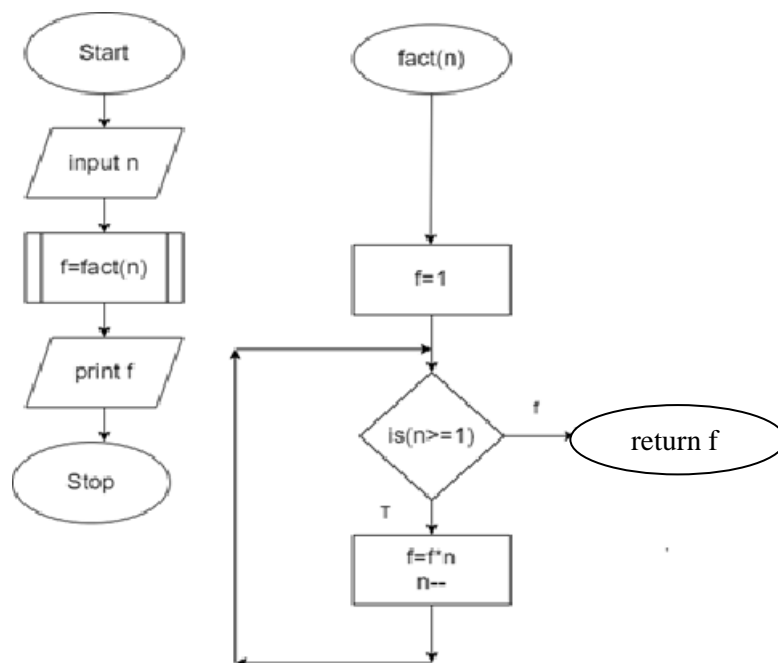 Start
input n
f=fact(n)
print f
Stop
fact(n)
f=1
is(n>=1)
f
return f
T
f=f*n
n--